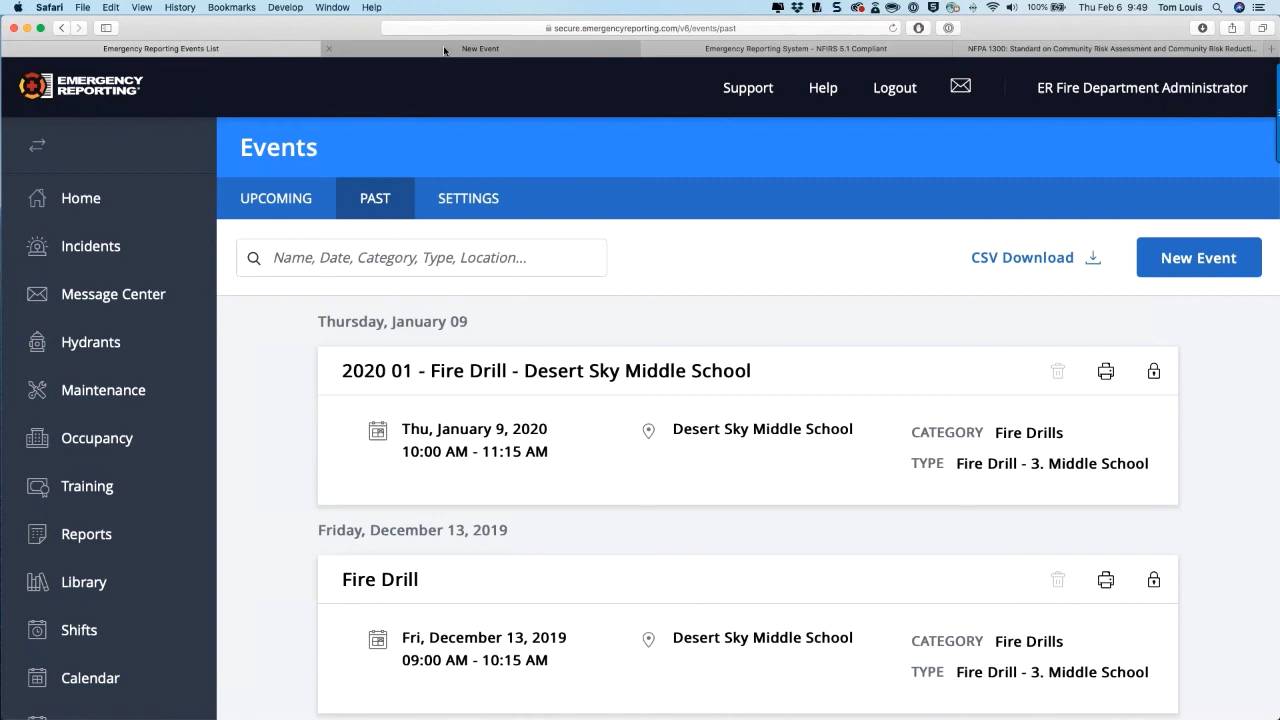 Safari File Edit View History Bookmarks Develop Window Help 100% Thu Feb 6 9:49 Tom Louis
secure.emergencyreporting.com/v6/events/past
Emergency Reporting Events List
New Event
Emergency Reporting System - NFIRS 5.1 Compliant
NFPA 1300: Standard on Community Risk Assessment and Community Risk Reducti...
EMERGENCY
REPORTING
Support
Help
Logout
ER Fire Department Administrator
Events
UPCOMING
PAST
SETTINGS
Home
Incidents
Message Center
Hydrants
Maintenance
Occupancy
Training
Reports
Library
Shifts
Calendar
Name, Date, Category, Type, Location...
CSV Download
New Event
Thursday, January 09
2020 01 - Fire Drill - Desert Sky Middle School
Thu, January 9, 2020
10:00 AM - 11:15 AM
Desert Sky Middle School
CATEGORY Fire Drills
TYPE Fire Drill - 3. Middle School
Friday, December 13, 2019
Fire Drill
Fri, December 13, 2019
09:00 AM - 10:15 AM
Desert Sky Middle School
CATEGORY Fire Drills
TYPE Fire Drill - 3. Middle School